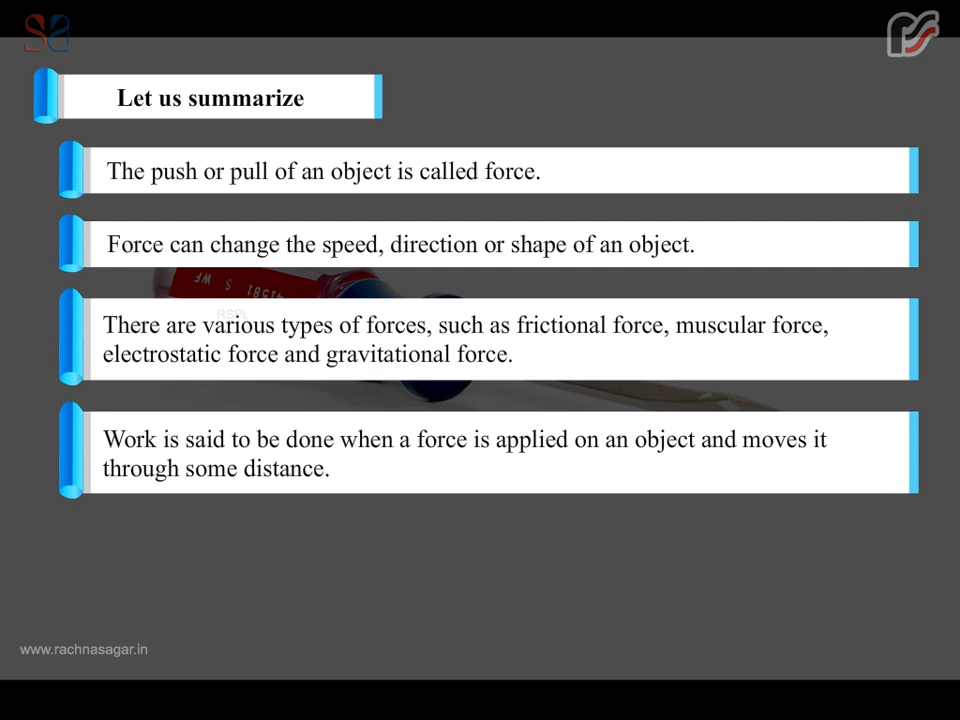 Let us summarize
The push or pull of an object is called force.
Force can change the speed, direction or shape of an object.
WF S 41581
RSPL
There are various types of forces, such as frictional force, muscular force,
electrostatic force and gravitational force.
Work is said to be done when a force is applied on an object and moves it
through some distance.
www.rachnasagar.in